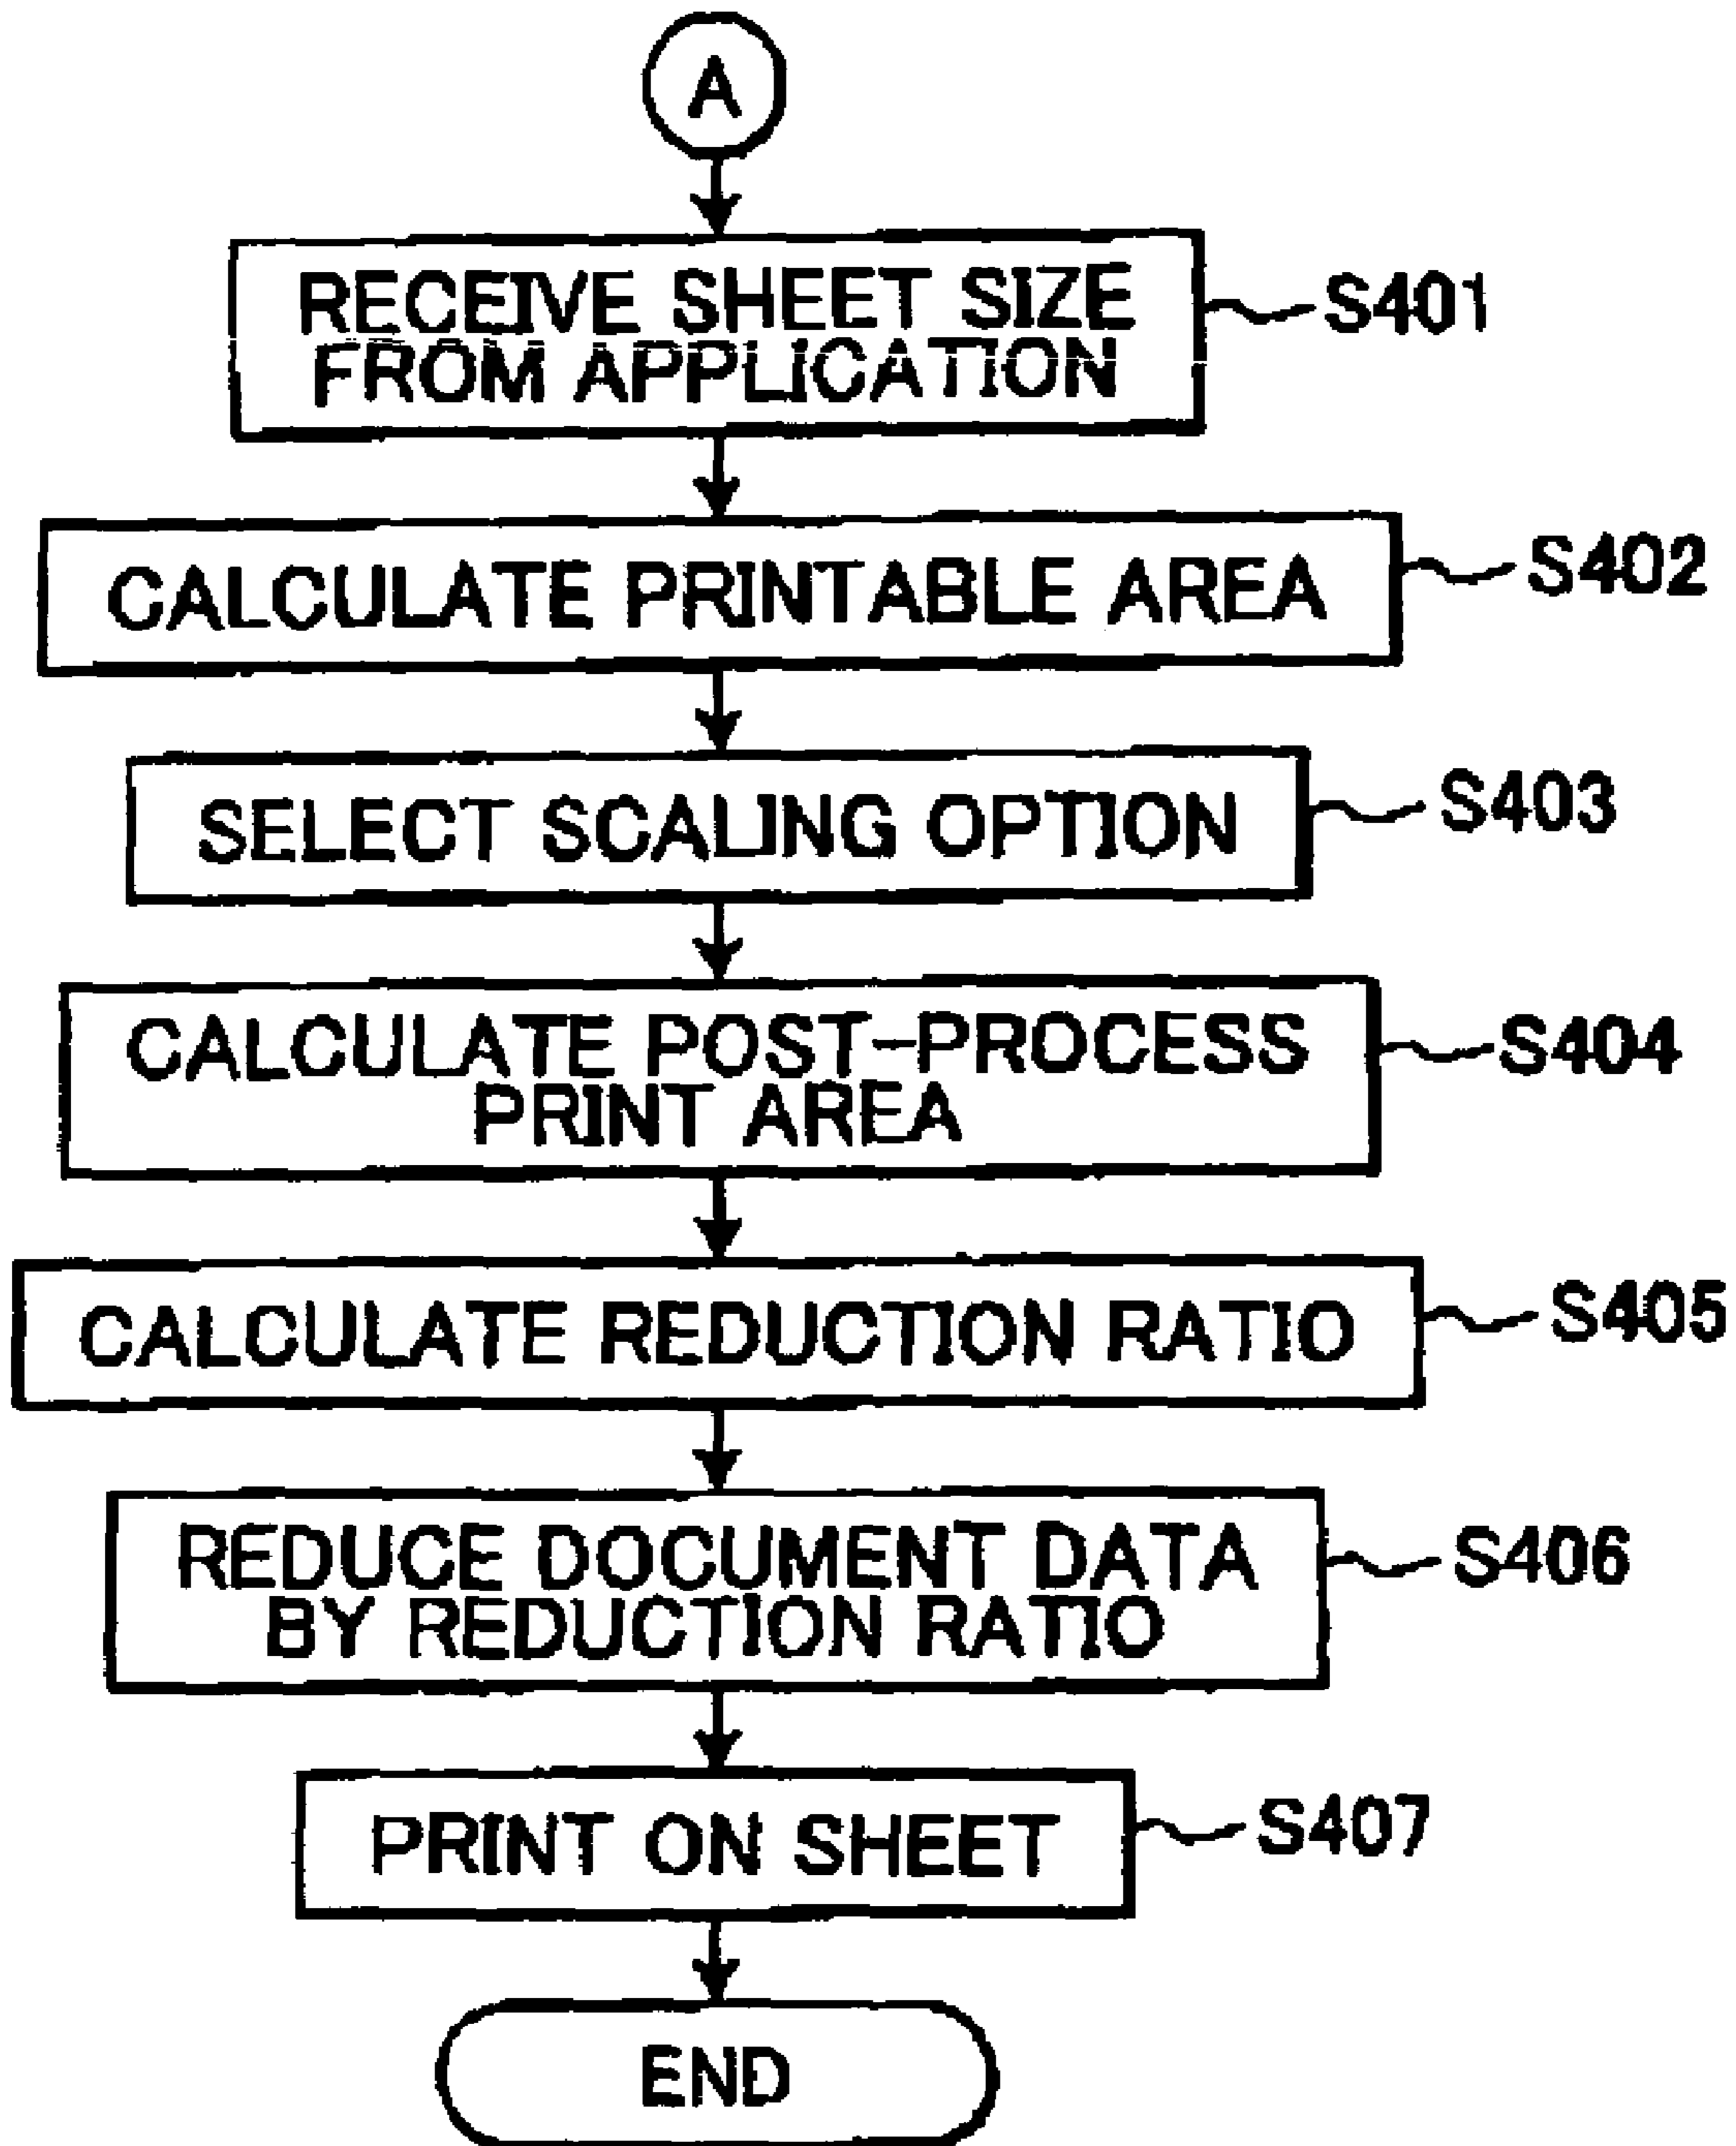 A
RECEIVE SHEET SIZE
FROM APPLICATION
S401
CALCULATE PRINTABLE AREA
S402
SELECT SCALING OPTION
S403
CALCULATE POST-PROCESS
PRINT AREA
S404
CALCULATE REDUCTION RATIO
S405
REDUCE DOCUMENT DATA
BY REDUCTION RATIO
S406
PRINT ON SHEET
S407
END